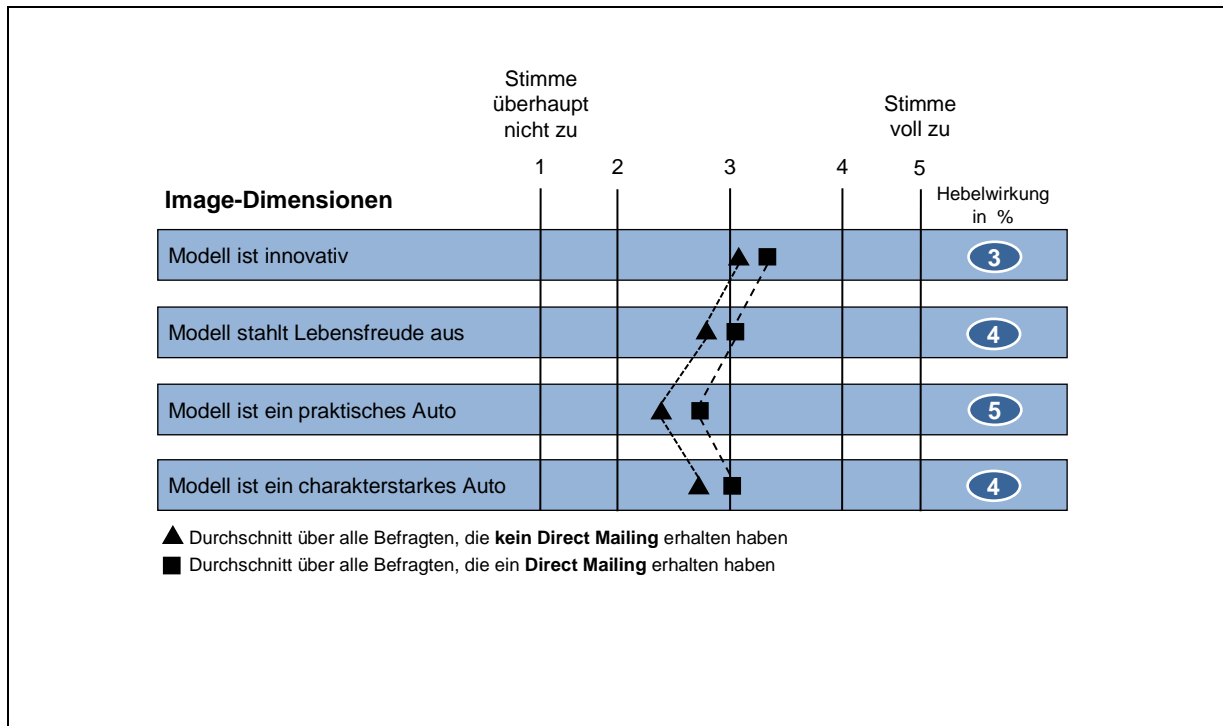 Stimme
überhaupt
nicht zu
Stimme
voll zu
1 2 3 4 5
Image-Dimensionen
Hebelwirkung
in %
Modell ist innovativ 3
Modell stahlt Lebensfreude aus 4
Modell ist ein praktisches Auto 5
Modell ist ein charakterstarkes Auto 4
Durchschnitt über alle Befragten, die kein Direct Mailing erhalten haben
Durchschnitt über alle Befragten, die ein Direct Mailing erhalten haben